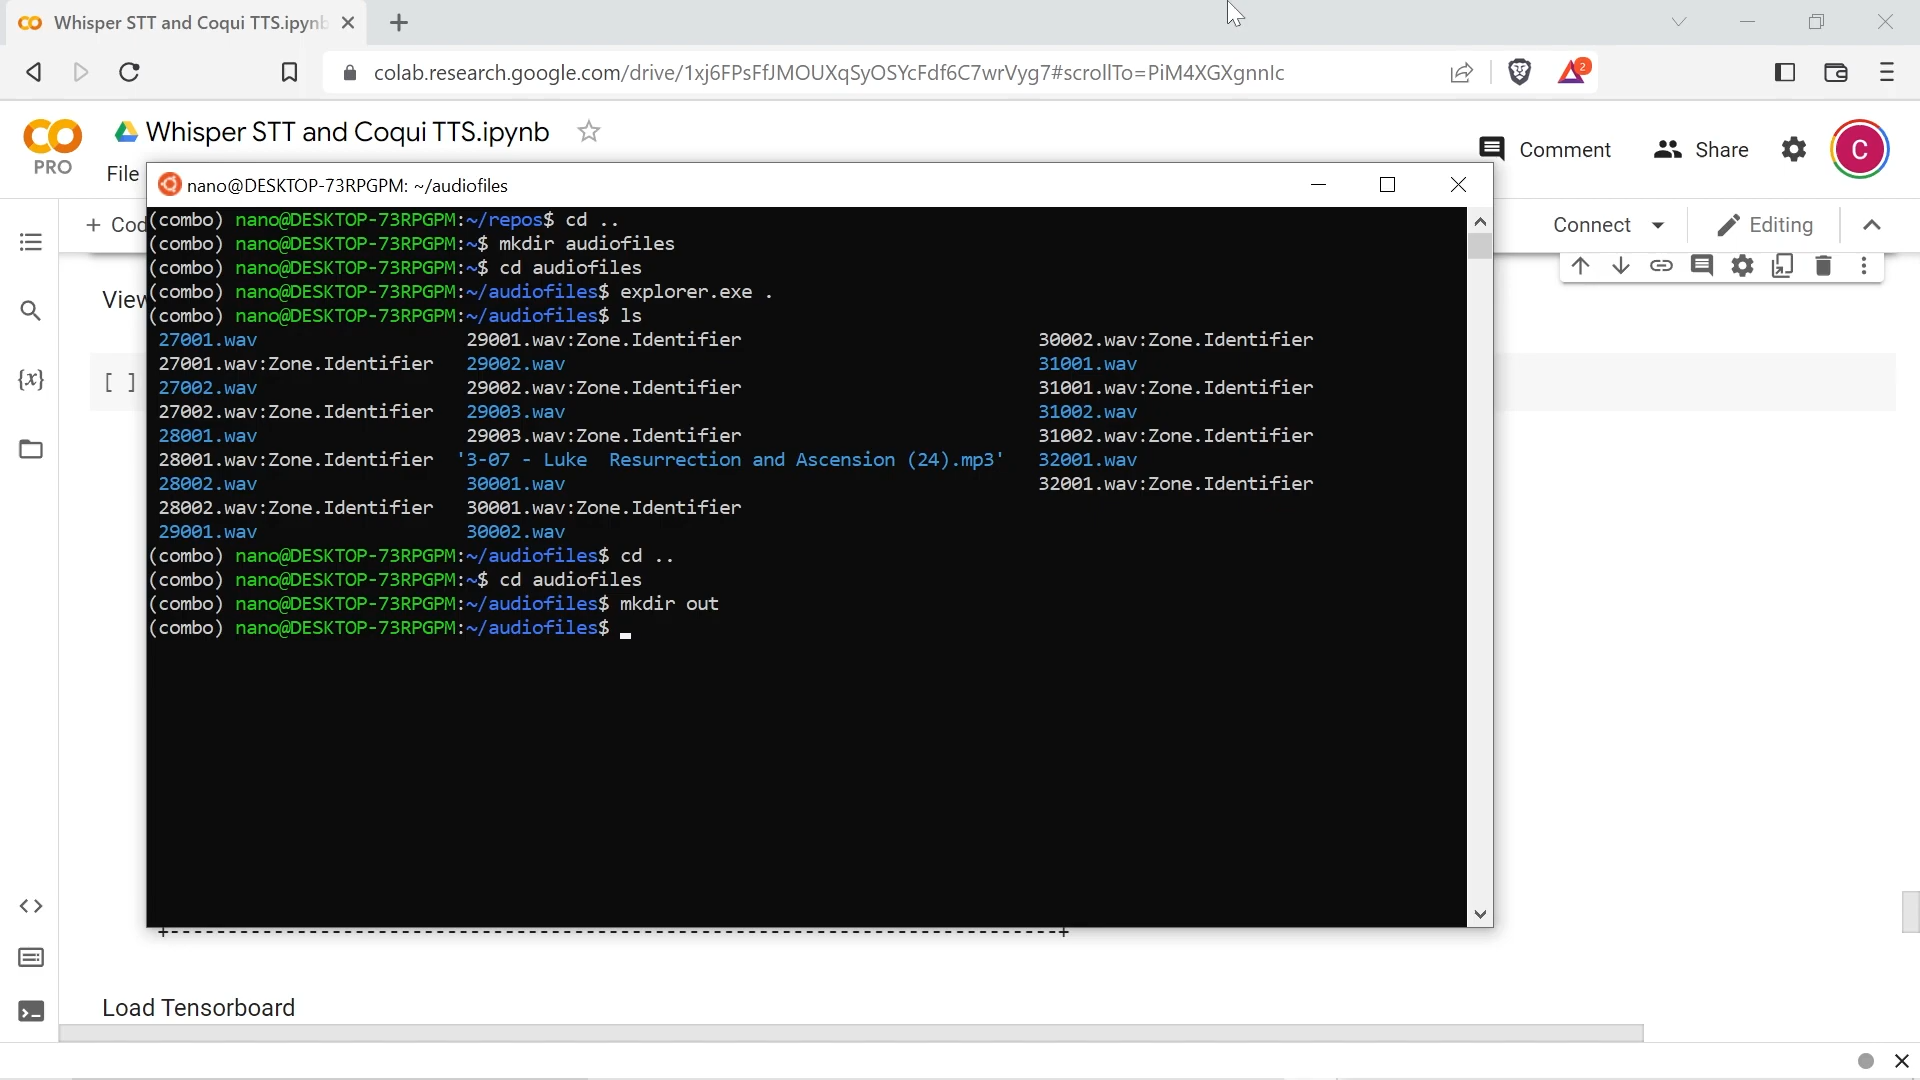 Whisper STT and Coqui TTS.ipynb
colab.research.google.com/drive/1xj6FPsFfJMOUXqSyOSYcFdf6C7wrVyg7#scrollTo=PiM4XGXgnnlc
2
PRO
Whisper STT and Coqui TTS.ipynb
Comment
Share
C
File
nano@DESKTOP-73RPGPM: ~/audiofiles
+ Cod
Connect
Editing
View
[ ]
{x}
(combo) nano@DESKTOP-73RPGPM:~/repos$ cd ..
(combo) nano@DESKTOP-73RPGPM:~$ mkdir audiofiles
(combo) nano@DESKTOP-73RPGPM:~$ cd audiofiles
(combo) nano@DESKTOP-73RPGPM:~/audiofiles$ explorer.exe .
(combo) nano@DESKTOP-73RPGPM:~/audiofiles$ ls
27001.wav 29001.wav:Zone.Identifier 30002.wav:Zone.Identifier
27001.wav:Zone.Identifier 29002.wav 31001.wav
27002.wav 29002.wav:Zone.Identifier 31001.wav:Zone.Identifier
27002.wav:Zone.Identifier 29003.wav 31002.wav
28001.wav 29003.wav:Zone.Identifier 31002.wav:Zone.Identifier
28001.wav:Zone.Identifier '3-07 - Luke  Resurrection and Ascension (24).mp3' 32001.wav
28002.wav 30001.wav 32001.wav:Zone.Identifier
28002.wav:Zone.Identifier 30001.wav:Zone.Identifier
29001.wav 30002.wav
(combo) nano@DESKTOP-73RPGPM:~/audiofiles$ cd ..
(combo) nano@DESKTOP-73RPGPM:~$ cd audiofiles
(combo) nano@DESKTOP-73RPGPM:~/audiofiles$ mkdir out
(combo) nano@DESKTOP-73RPGPM:~/audiofiles$
+-----------------------------------------------------------------------------+
Load Tensorboard